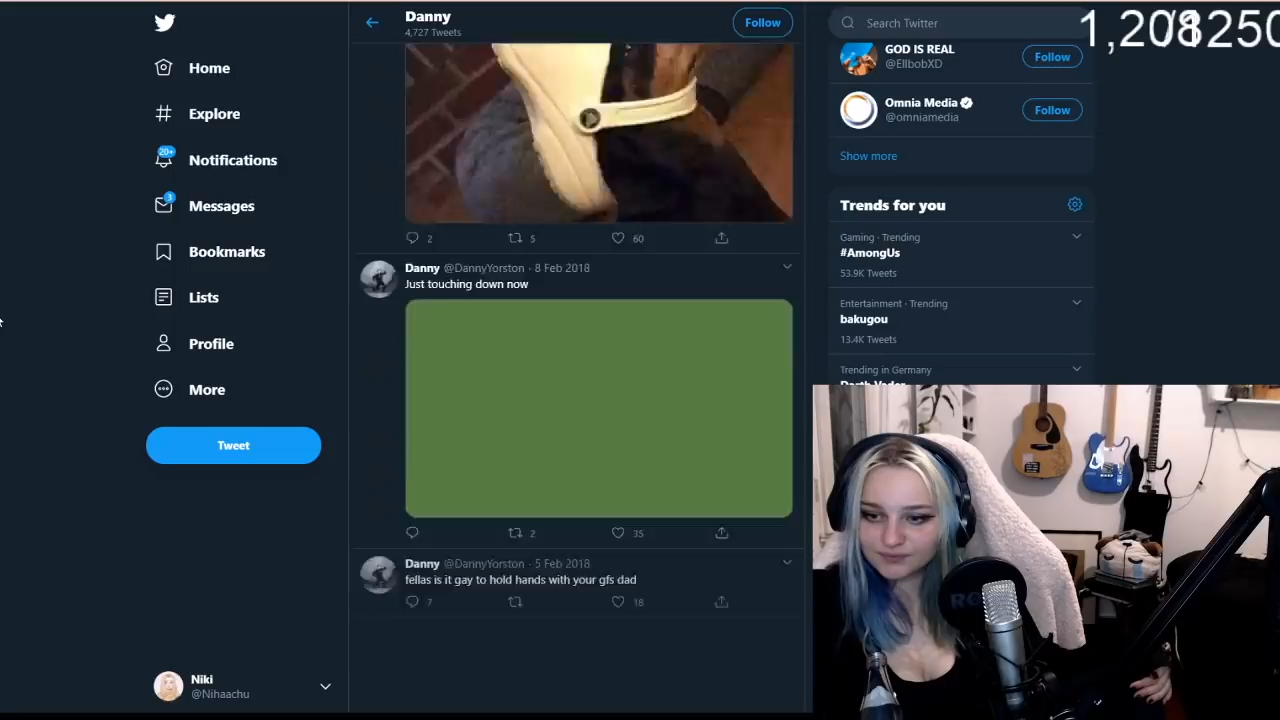 Danny
4,727 Tweets
Follow
Search Twitter
Home
Explore
20+
Notifications
3
Messages
Bookmarks
Lists
Profile
More
Tweet
Niki
@Nihaachu
2
5
60
Danny @DannyYorston · 8 Feb 2018
Just touching down now
2
35
Danny @DannyYorston · 5 Feb 2018
fellas is it gay to hold hands with your gfs dad
7
18
GOD IS REAL
@EllbobXD
Follow
Omnia Media
@omniamedia
Follow
Show more
Trends for you
Gaming · Trending
#AmongUs
53.9K Tweets
Entertainment · Trending
bakugou
13.4K Tweets
Trending in Germany
Darth Vader